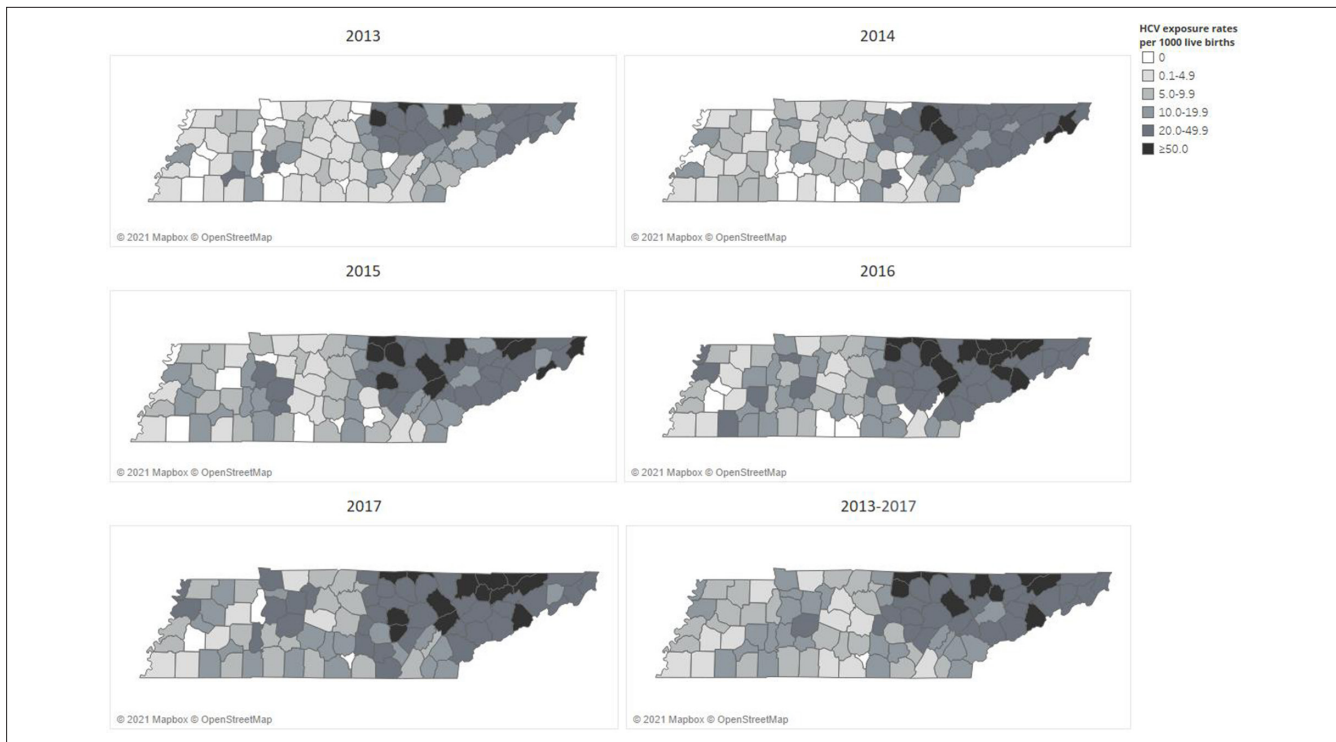 2013
2014
HCV exposure rates
per 1000 live births
0
0.1-4.9
5.0-9.9
10.0-19.9
20.0-49.9
≥50.0
© 2021 Mapbox © OpenStreetMap
© 2021 Mapbox © OpenStreetMap
2015
2016
© 2021 Mapbox © OpenStreetMap
© 2021 Mapbox © OpenStreetMap
2017
2013-2017
© 2021 Mapbox © OpenStreetMap
© 2021 Mapbox © OpenStreetMap